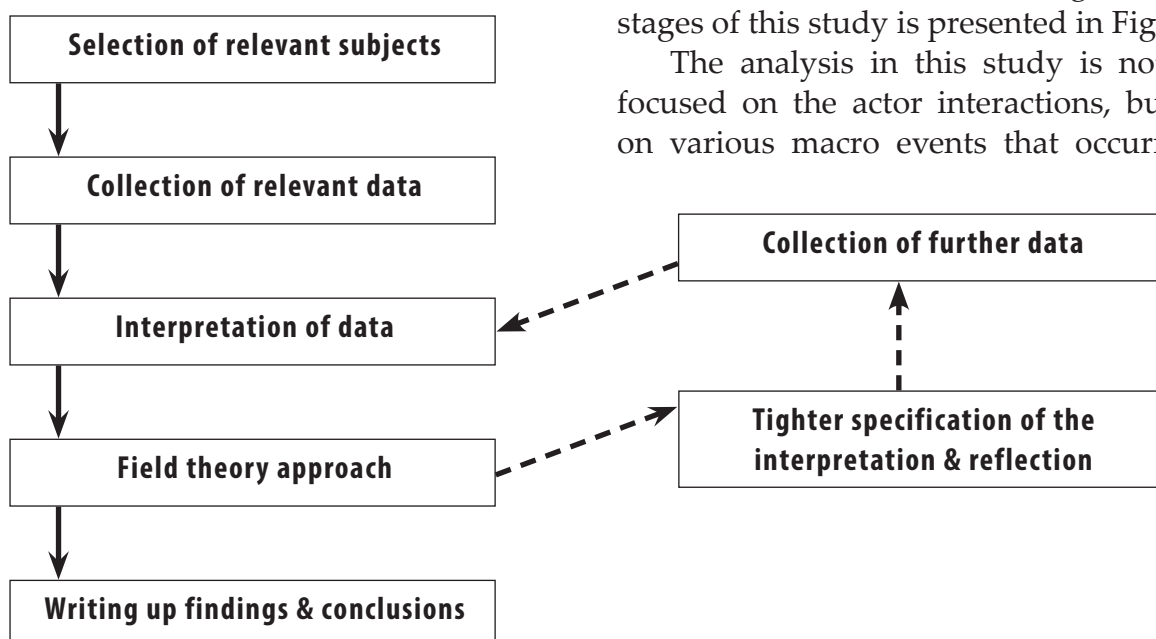 Selection of relevant subjects
Collection of relevant data
Interpretation of data
Field theory approach
Writing up findings & conclusions
stages of this study is presented in Fig
The analysis in this study is no
focused on the actor interactions, bu
on various macro events that occurr
Collection of further data
Tighter specification of the
interpretation & reflection